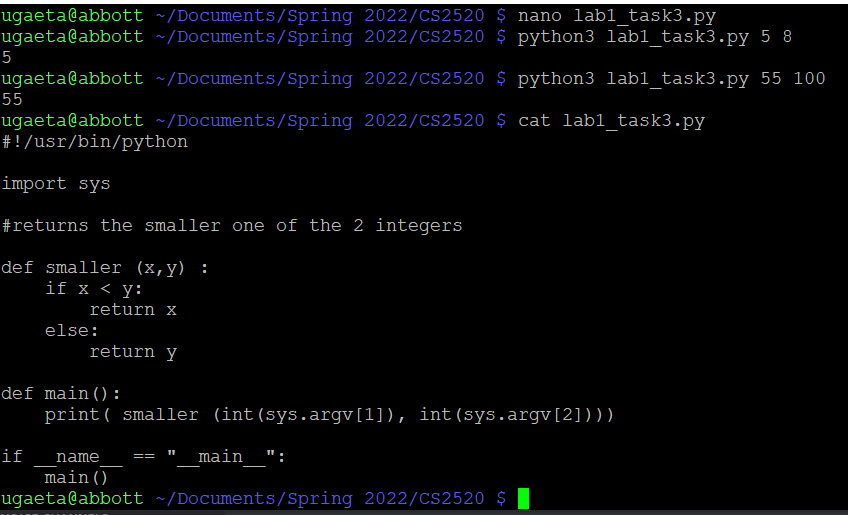 ugaeta@abbott ~/Documents/Spring 2022/CS2520 $ nano lab1_task3.py
ugaeta@abbott ~/Documents/Spring 2022/CS2520 $ python3 lab1_task3.py 5 8
5
ugaeta@abbott ~/Documents/Spring 2022/CS2520 $ python3 lab1_task3.py 55 100
55
ugaeta@abbott ~/Documents/Spring 2022/CS2520 $ cat lab1_task3.py
#!/usr/bin/python

import sys

#returns the smaller one of the 2 integers

def smaller (x,y) :
    if x < y:
        return x
    else:
        return y

def main():
    print( smaller (int(sys.argv[1]), int(sys.argv[2])))

if __name__ == "__main__":
    main()
ugaeta@abbott ~/Documents/Spring 2022/CS2520 $